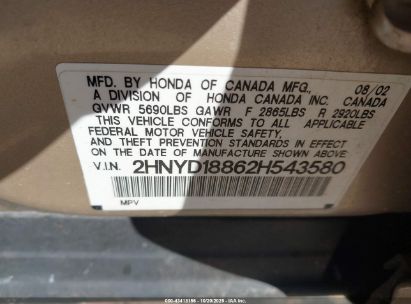 MFD. BY HONDA OF CANADA MFG., 08/02
A DIVISION OF HONDA CANADA INC. CANADA
GVWR 5690LBS GAWR F 2865LBS R 2920LBS
THIS VEHICLE CONFORMS TO ALL APPLICABLE
FEDERAL MOTOR VEHICLE SAFETY,
AND THEFT PREVENTION STANDARDS IN EFFECT
ON THE DATE OF MANUFACTURE SHOWN ABOVE.
V.I.N. 2HNYD18862H543580
MPV